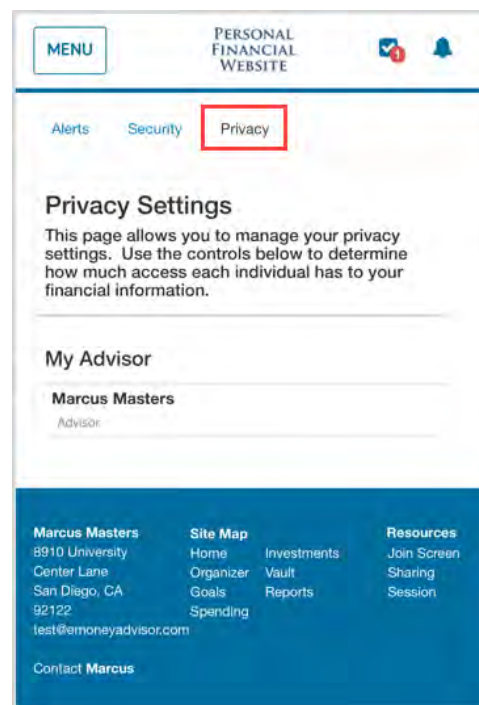 MENU
PERSONAL
FINANCIAL
WEBSITE
1
Alerts Security Privacy
Privacy Settings
This page allows you to manage your privacy
settings. Use the controls below to determine
how much access each individual has to your
financial information.
My Advisor
Marcus Masters
Advisor
Marcus Masters
8910 University
Center Lane
San Diego, CA
92122
test@emoneyadvisor.com
Contact Marcus
Site Map
Home Investments
Organizer Vault
Goals Reports
Spending
Resources
Join Screen
Sharing
Session